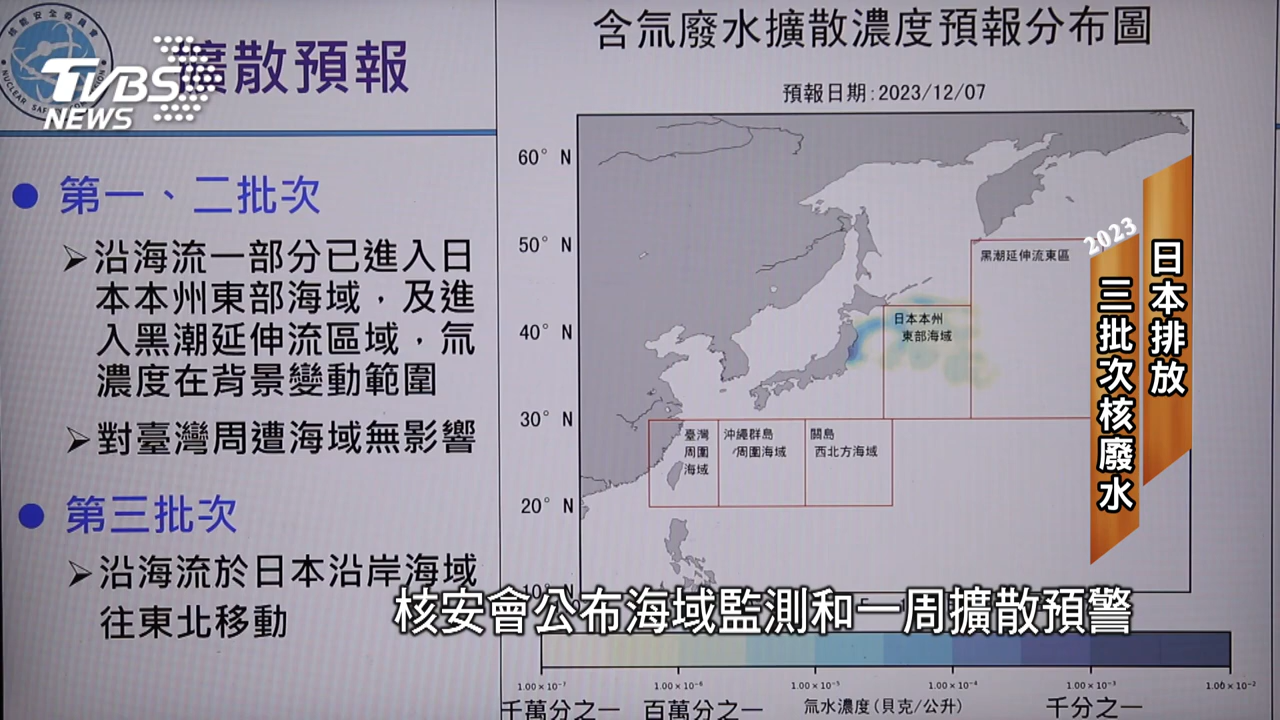 核能安全委員會
NUCLEAR SAFETY
TVBS
NEWS
擴散預報
第一、二批次
沿海流一部分已進入日
本本州東部海域，及進
入黑潮延伸流區域，氚
濃度在背景變動範圍
對臺灣周遭海域無影響
第三批次
沿海流於日本沿岸海域
往東北移動
含氚廢水擴散濃度預報分布圖
預報日期:2023/12/07
60° N
50° N
40° N
30° N
20° N
10° N
黑潮延伸流東區
日本本州
東部海域
臺灣
周圍
海域
沖繩群島
周圍海域
關島
西北方海域
2023
日本排放
三批次核廢水
核安會公布海域監測和一周擴散預警
1.00×10⁻⁷
1.00×10⁻⁶
1.00×10⁻⁵
1.00×10⁻⁴
1.00×10⁻³
1.00×10⁻²
千萬分之一
百萬分之一
氚水濃度(貝克/公升)
千分之一